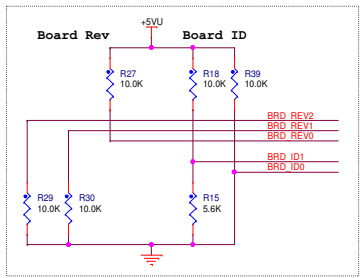 +5VU
Board Rev
Board ID
R27
10.0K
R18
10.0K
R39
10.0K
BRD_REV2
BRD_REV1
BRD_REV0
BRD_ID1
BRD_ID0
R29
10.0K
R30
10.0K
R15
5.6K